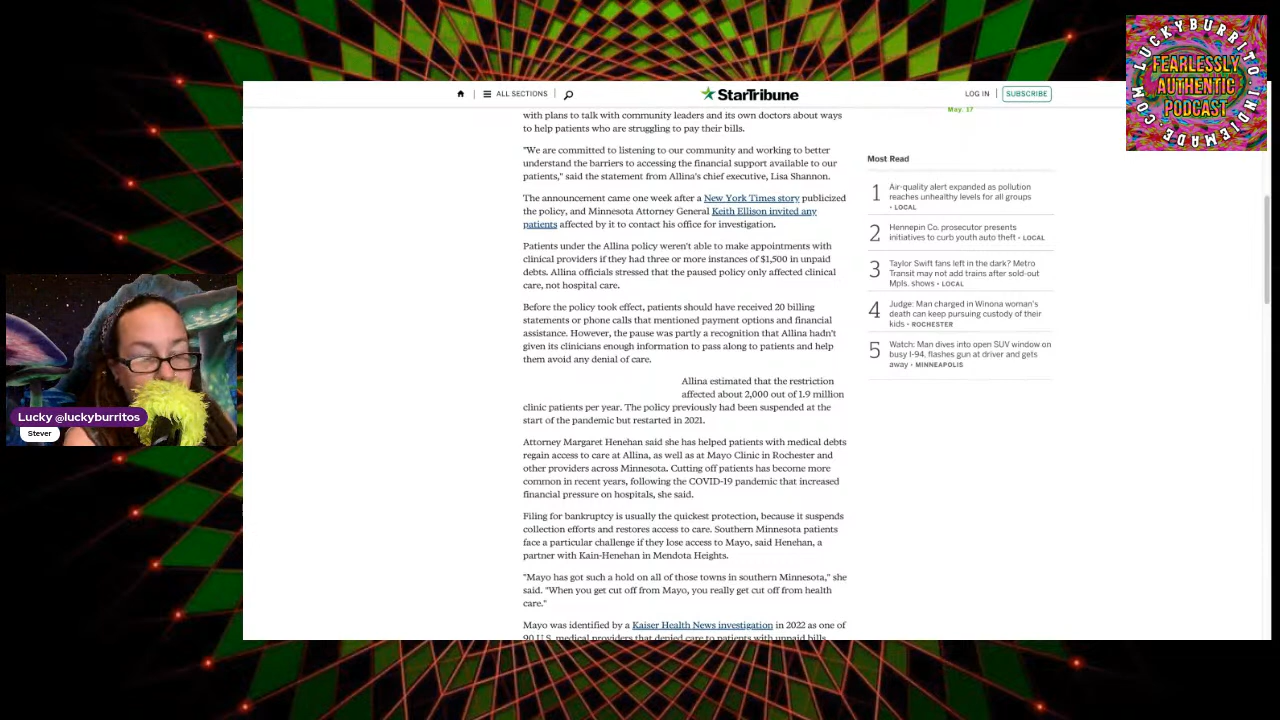 ALL SECTIONS
StarTribune
LOG IN
SUBSCRIBE
LUCKYBURRITO.INDIEMADE.COM
FEARLESSLY
AUTHENTIC
PODCAST
with plans to talk with community leaders and its own doctors about ways
to help patients who are struggling to pay their bills.
"We are committed to listening to our community and working to better
understand the barriers to accessing the financial support available to our
patients," said the statement from Allina's chief executive, Lisa Shannon.
The announcement came one week after a New York Times story publicized
the policy, and Minnesota Attorney General Keith Ellison invited any
patients affected by it to contact his office for investigation.
Patients under the Allina policy weren't able to make appointments with
clinical providers if they had three or more instances of $1,500 in unpaid
debts. Allina officials stressed that the paused policy only affected clinical
care, not hospital care.
Before the policy took effect, patients should have received 20 billing
statements or phone calls that mentioned payment options and financial
assistance. However, the pause was partly a recognition that Allina hadn't
given its clinicians enough information to pass along to patients and help
them avoid any denial of care.
Allina estimated that the restriction
affected about 2,000 out of 1.9 million
clinic patients per year. The policy previously had been suspended at the
start of the pandemic but restarted in 2021.
Attorney Margaret Henehan said she has helped patients with medical debts
regain access to care at Allina, as well as at Mayo Clinic in Rochester and
other providers across Minnesota. Cutting off patients has become more
common in recent years, following the COVID-19 pandemic that increased
financial pressure on hospitals, she said.
Filing for bankruptcy is usually the quickest protection, because it suspends
collection efforts and restores access to care. Southern Minnesota patients
face a particular challenge if they lose access to Mayo, said Henehan, a
partner with Kain-Henehan in Mendota Heights.
"Mayo has got such a hold on all of those towns in southern Minnesota," she
said. "When you get cut off from Mayo, you really get cut off from health
care."
Mayo was identified by a Kaiser Health News investigation in 2022 as one of
90 U.S. medical providers that denied care to patients with unpaid bills.
May. 17
Most Read
1
Air-quality alert expanded as pollution
reaches unhealthy levels for all groups
• LOCAL
2
Hennepin Co. prosecutor presents
initiatives to curb youth auto theft • LOCAL
3
Taylor Swift fans left in the dark? Metro
Transit may not add trains after sold-out
Mpls. shows • LOCAL
4
Judge: Man charged in Winona woman's
death can keep pursuing custody of their
kids • ROCHESTER
5
Watch: Man dives into open SUV window on
busy I-94, flashes gun at driver and gets
away • MINNEAPOLIS
Lucky @luckyburritos
Stever